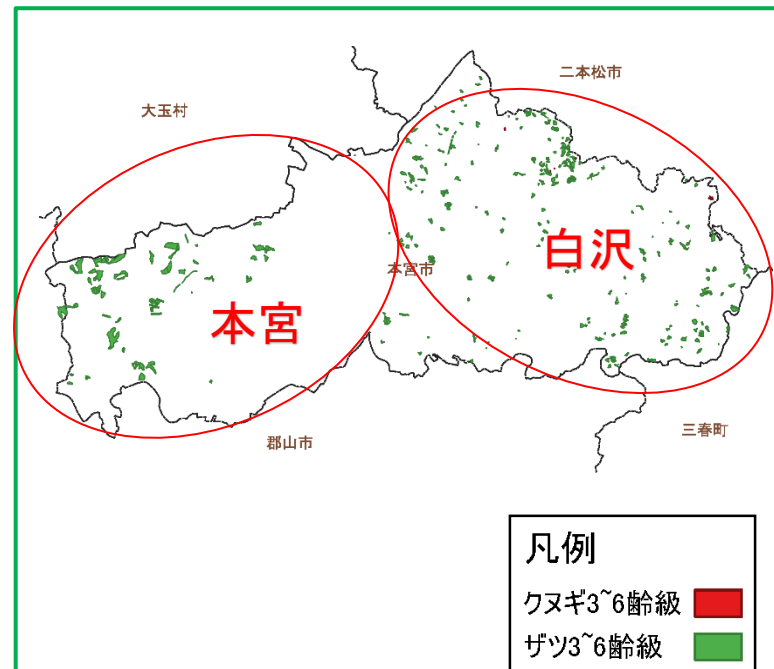 二本松市
大玉村
白沢
本宮市
本宮
三春町
郡山市
凡例
クヌギ3~6齢級
ザツ3~6齢級